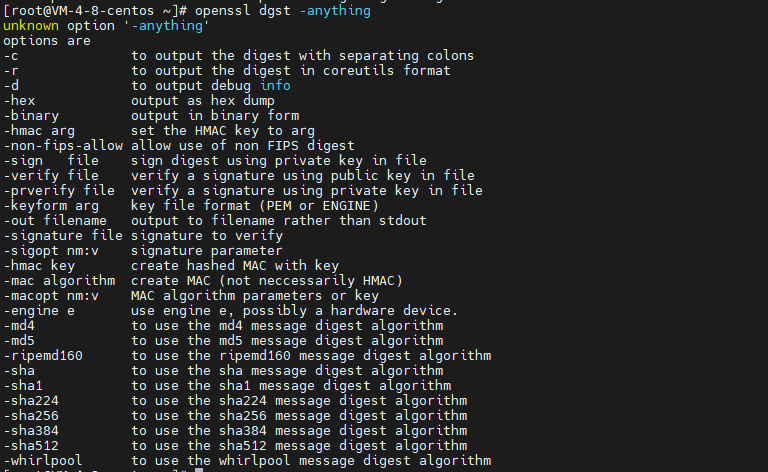 [root@VM-4-8-centos ~]# openssl dgst -anything
unknown option '-anything'
options are
-c              to output the digest with separating colons
-r              to output the digest in coreutils format
-d              to output debug info
-hex            output as hex dump
-binary         output in binary form
-hmac arg       set the HMAC key to arg
-non-fips-allow allow use of non FIPS digest
-sign   file    sign digest using private key in file
-verify file    verify a signature using public key in file
-prverify file  verify a signature using private key in file
-keyform arg    key file format (PEM or ENGINE)
-out filename   output to filename rather than stdout
-signature file signature to verify
-sigopt nm:v    signature parameter
-hmac key       create hashed MAC with key
-mac algorithm  create MAC (not neccessarily HMAC)
-macopt nm:v    MAC algorithm parameters or key
-engine e       use engine e, possibly a hardware device.
-md4            to use the md4 message digest algorithm
-md5            to use the md5 message digest algorithm
-ripemd160      to use the ripemd160 message digest algorithm
-sha            to use the sha message digest algorithm
-sha1           to use the sha1 message digest algorithm
-sha224         to use the sha224 message digest algorithm
-sha256         to use the sha256 message digest algorithm
-sha384         to use the sha384 message digest algorithm
-sha512         to use the sha512 message digest algorithm
-whirlpool      to use the whirlpool message digest algorithm
[root@VM-4-8-centos ~]#